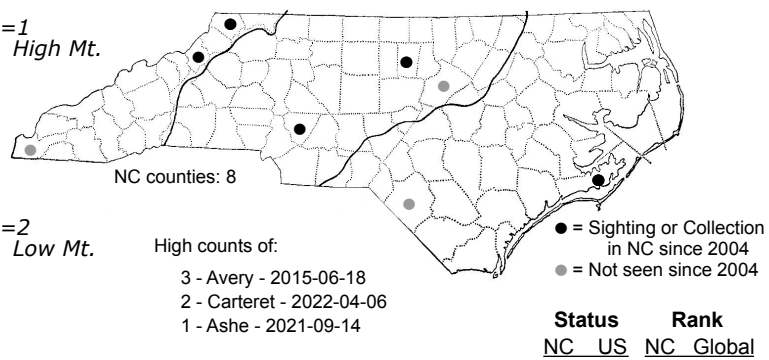 =1
High Mt.
NC counties: 8
=2
Low Mt.
High counts of:
3 - Avery - 2015-06-18
2 - Carteret - 2022-04-06
1 - Ashe - 2021-09-14
● = Sighting or Collection
in NC since 2004
● = Not seen since 2004
Status Rank
NC US NC Global